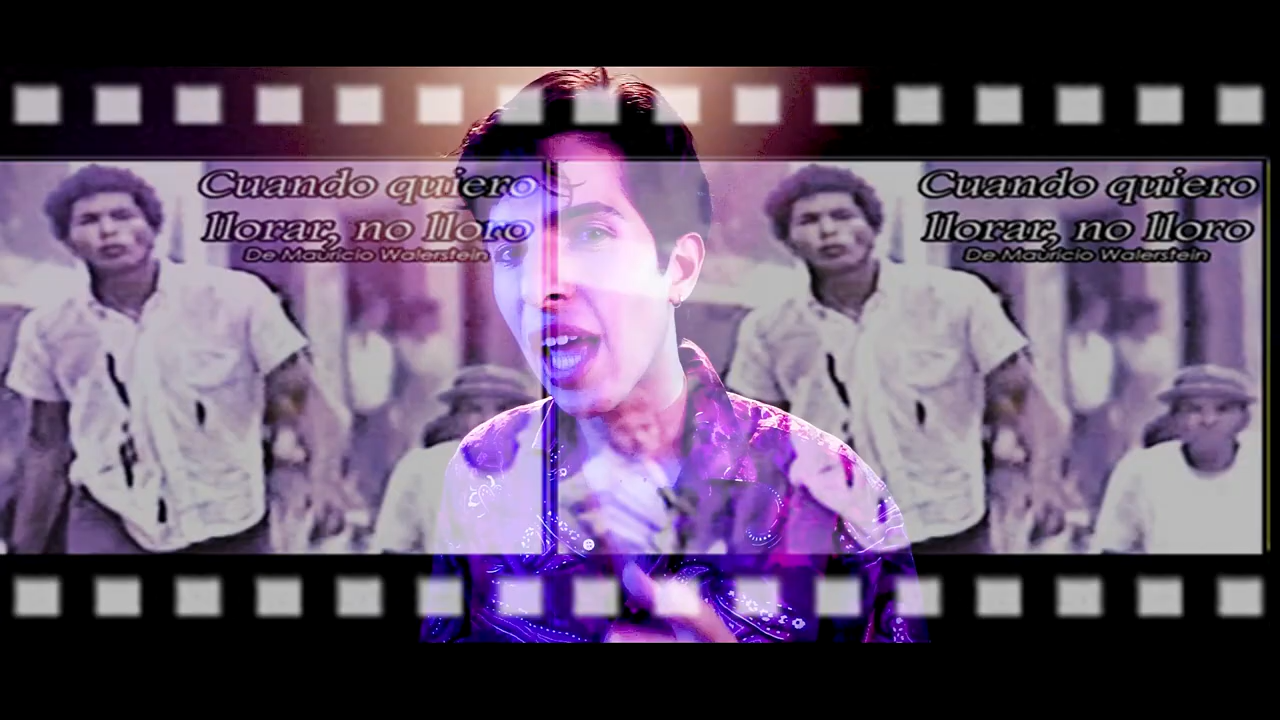 Cuando quiero
llorar, no lloro
De Mauricio Walerstein
Cuando quiero
llorar, no lloro
De Mauricio Walerstein